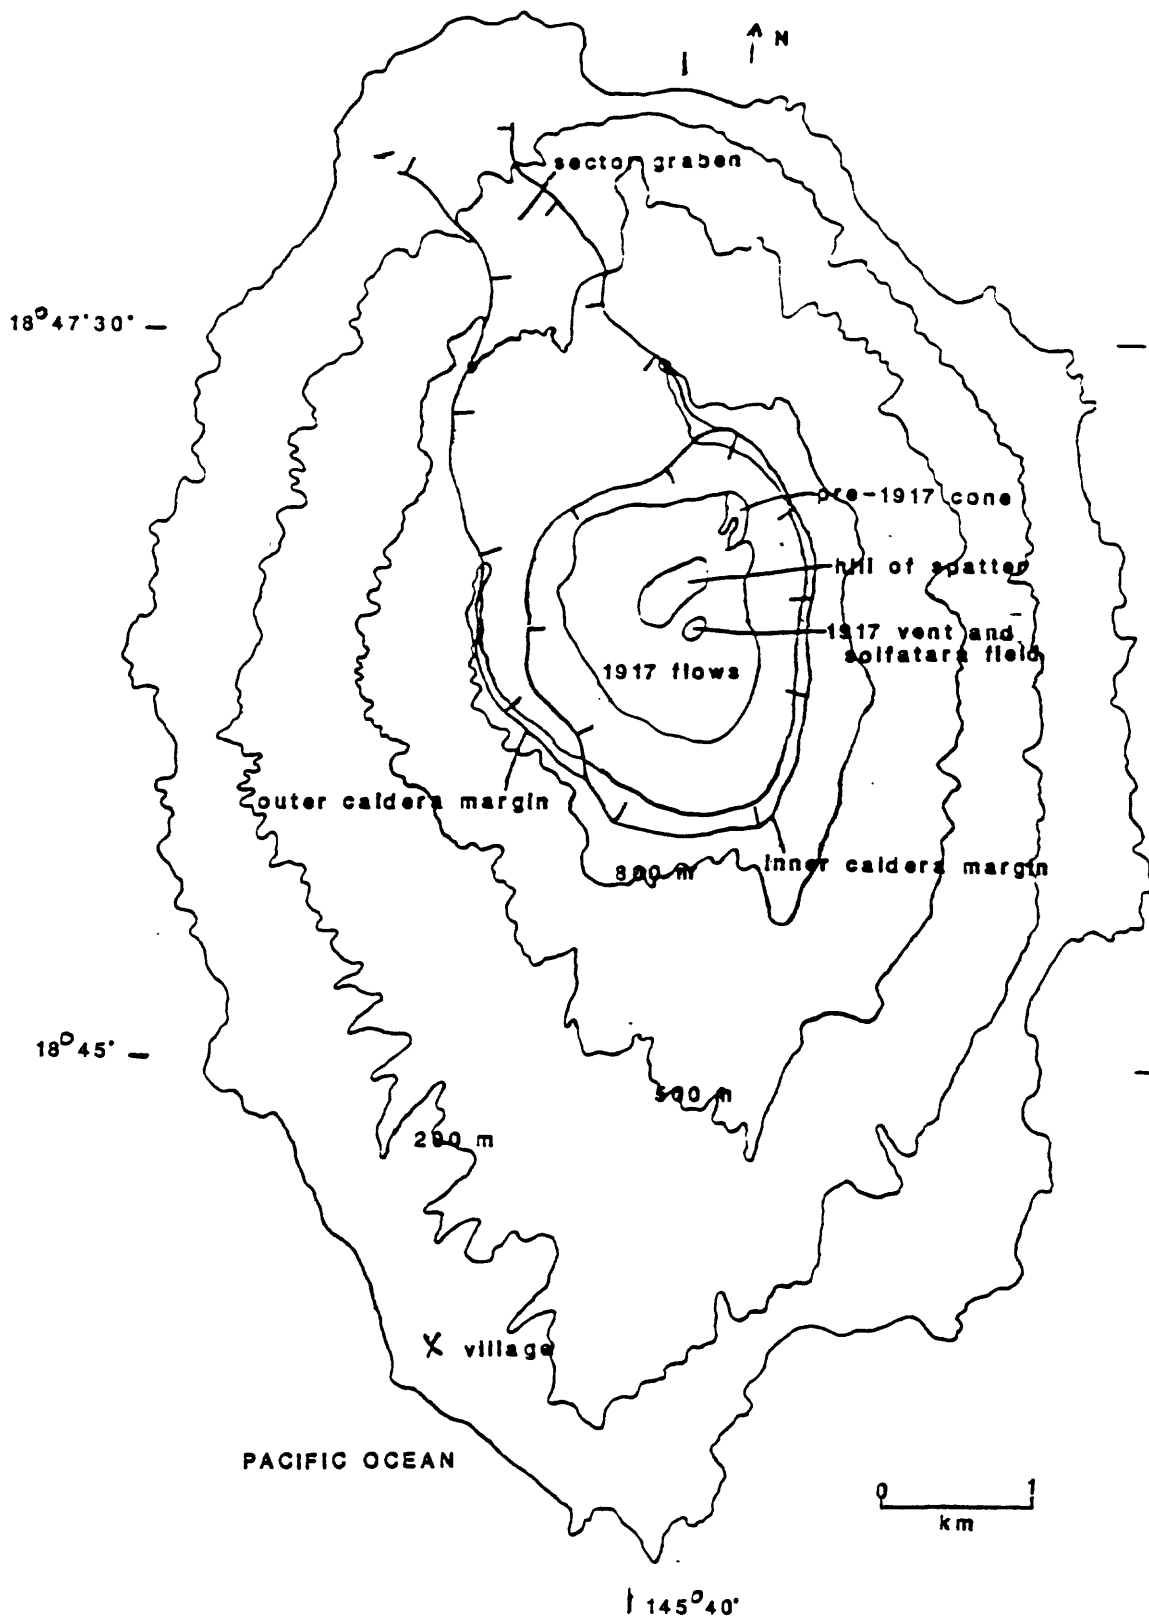 N
sector graben
18°47'30"
pre-1917 cone
hill of spatter
1917 vent and
solfatara field
1917 flows
outer caldera margin
800 m
inner caldera margin
18°45'
500 m
200 m
X village
PACIFIC OCEAN
0 1
km
145°40'